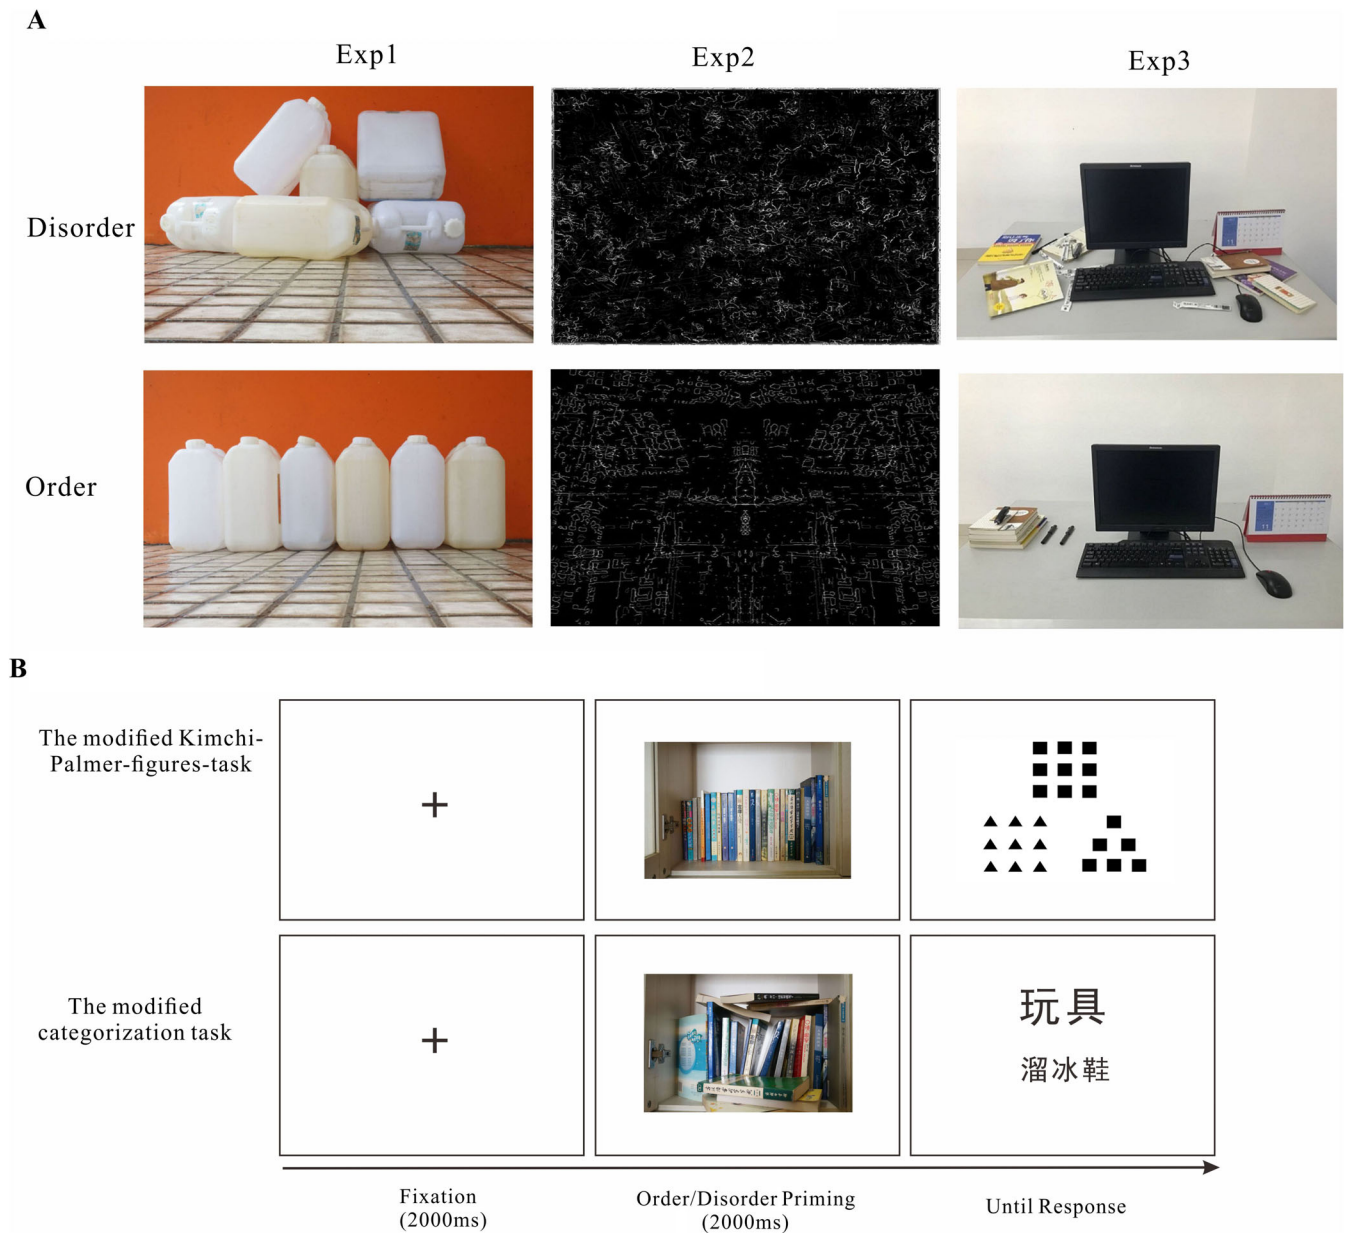 A
Exp1
Exp2
Exp3
Disorder
Order
B
The modified Kimchi-
Palmer-figures-task
The modified
categorization task
玩具
溜冰鞋
Fixation
(2000ms)
Order/Disorder Priming
(2000ms)
Until Response